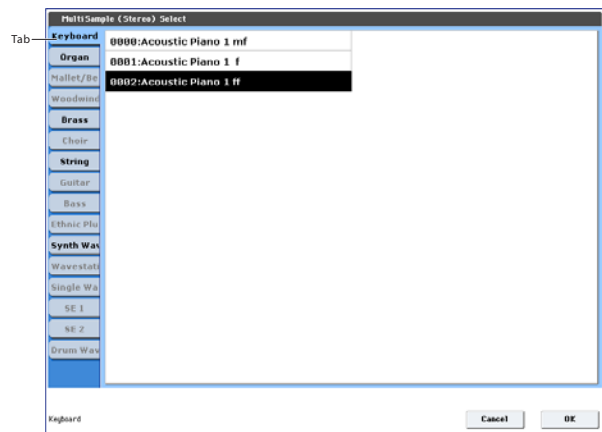 MultiSample (Stereo) Select
Tab
Keyboard
Organ
Mallet/Be
Woodwind
Brass
Choir
String
Guitar
Bass
Ethnic Plu
Synth Wav
Wavestati
Single Wa
SE 1
SE 2
Drum Wav
0000:Acoustic Piano 1 mf
0001:Acoustic Piano 1 f
0002:Acoustic Piano 1 ff
Keyboard
Cancel
OK